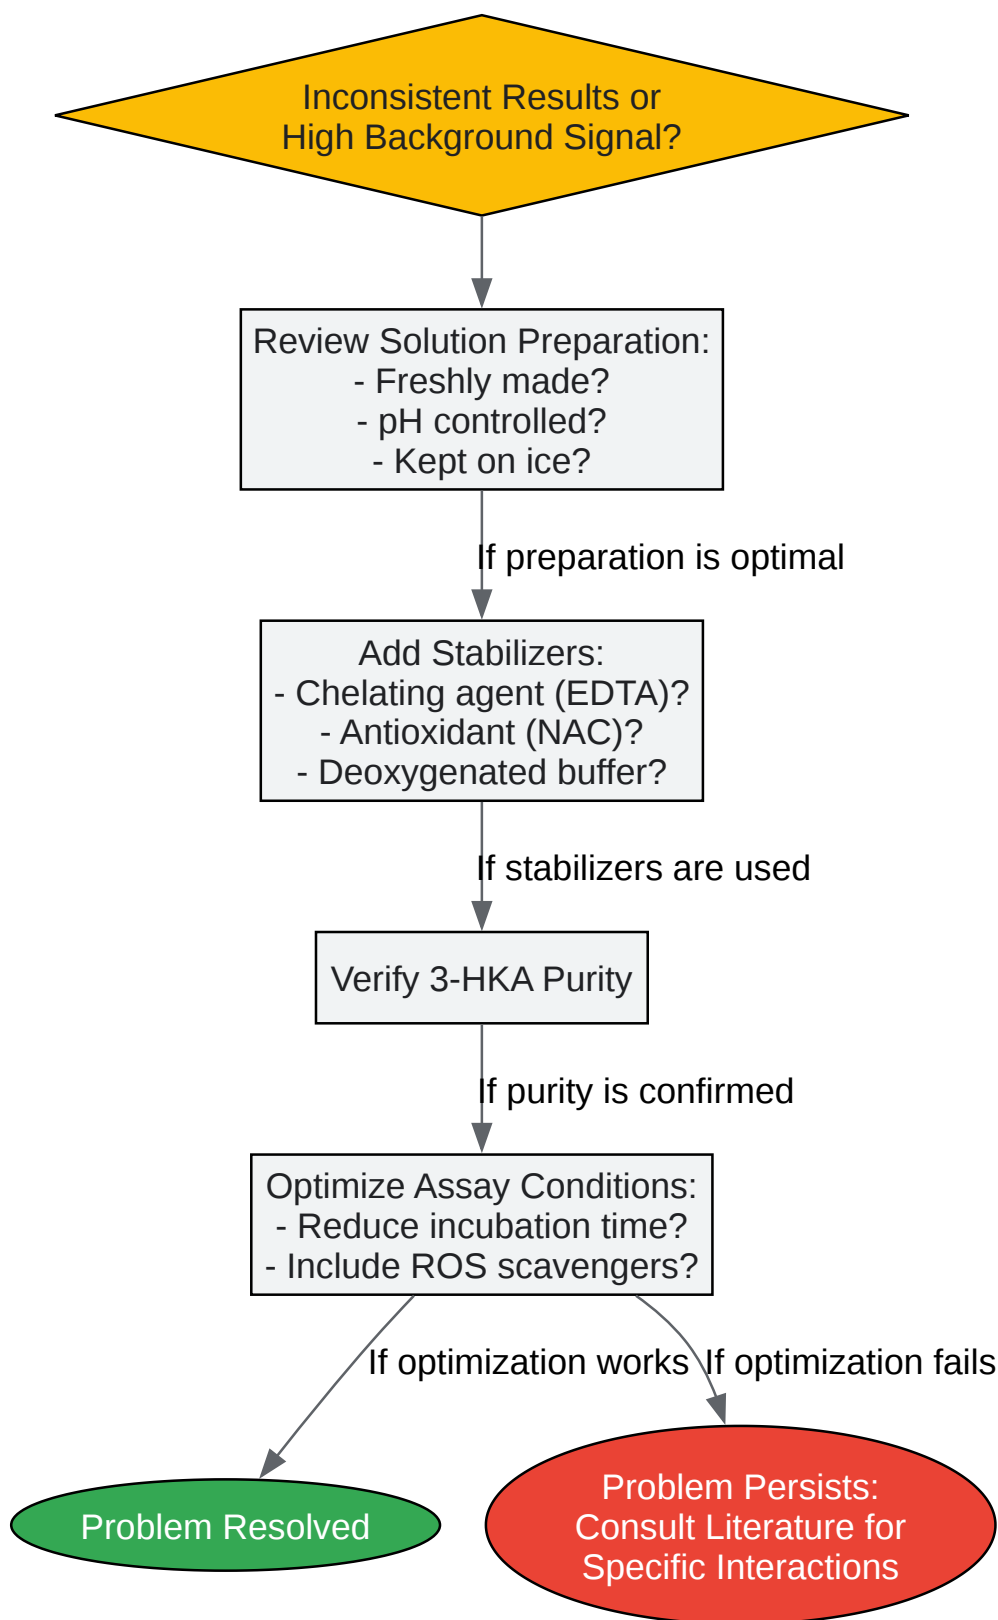 Inconsistent Results or
High Background Signal?
Review Solution Preparation:
- Freshly made?
- pH controlled?
- Kept on ice?
If preparation is optimal
Add Stabilizers:
- Chelating agent (EDTA)?
- Antioxidant (NAC)?
- Deoxygenated buffer?
If stabilizers are used
Verify 3-HKA Purity
If purity is confirmed
Optimize Assay Conditions:
- Reduce incubation time?
- Include ROS scavengers?
If optimization works
If optimization fails
Problem Resolved
Problem Persists:
Consult Literature for
Specific Interactions